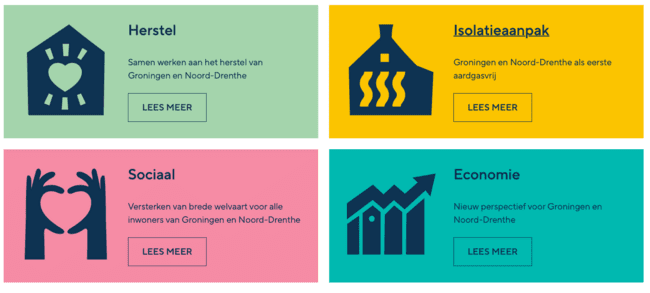 Herstel
Samen werken aan het herstel van
Groningen en Noord-Drenthe
LEES MEER
Isolatieaanpak
Groningen en Noord-Drenthe als eerste
aardgasvrij
LEES MEER
Sociaal
Versterken van brede welvaart voor alle
inwoners van Groningen en Noord-Drenthe
LEES MEER
Economie
Nieuw perspectief voor Groningen en
Noord-Drenthe
LEES MEER